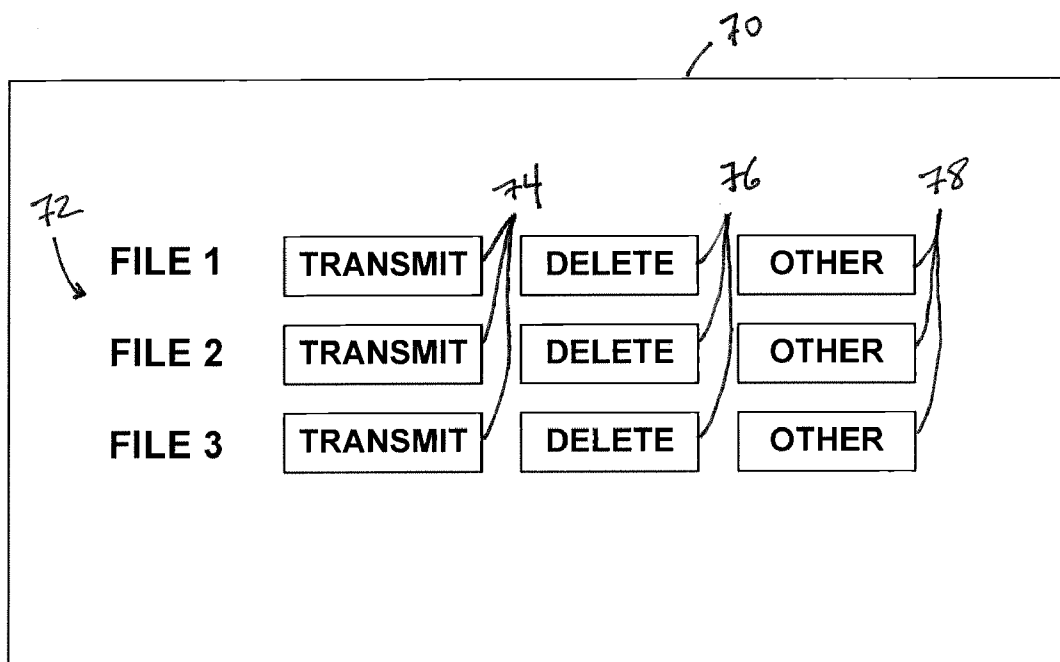 70
74 76 78
72
FILE 1 TRANSMIT DELETE OTHER
FILE 2 TRANSMIT DELETE OTHER
FILE 3 TRANSMIT DELETE OTHER